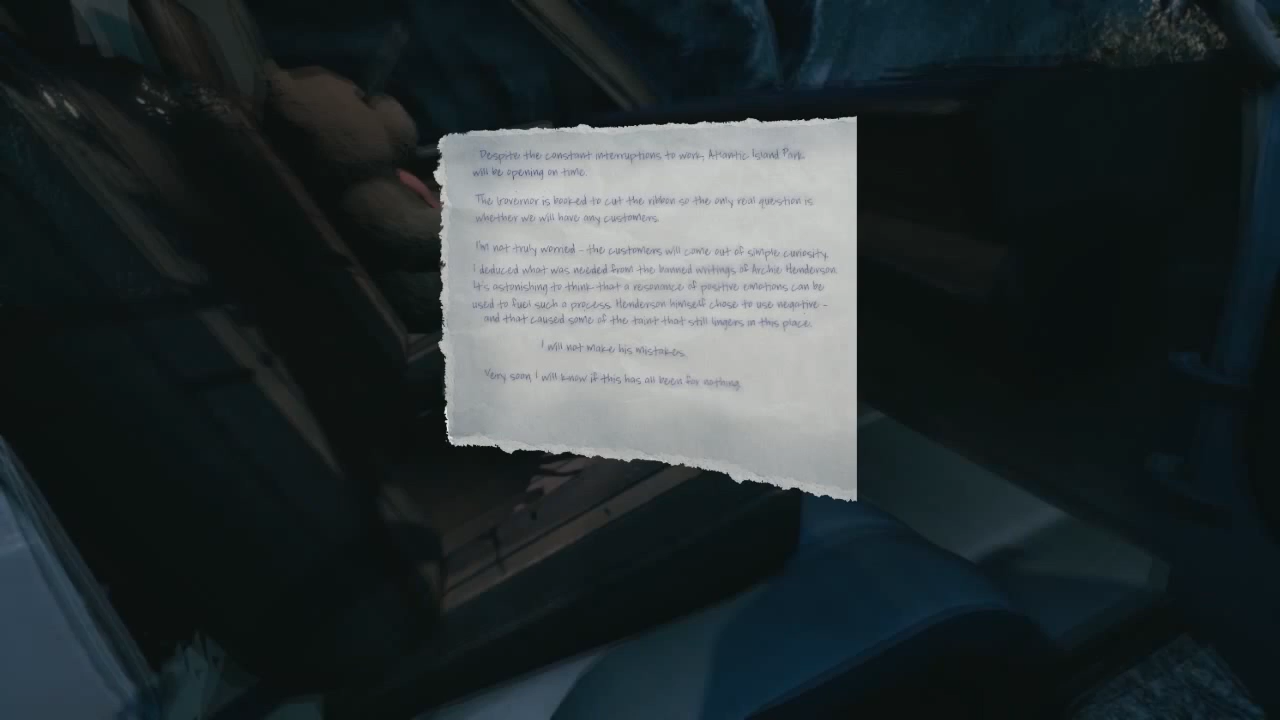 Despite the constant interruptions to work, Atlantic Island Park
will be opening on time.
The Governor is booked to cut the ribbon so the only real question is
whether we will have any customers.
I'm not truly worried - the customers will come out of simple curiosity.
I deduced what was needed from the banned writings of Archie Henderson.
It's astonishing to think that a resonance of positive emotions can be
used to fuel such a process. Henderson himself chose to use negative -
and that caused some of the taint that still lingers in this place.
I will not make his mistakes.
Very soon I will know if this has all been for nothing.